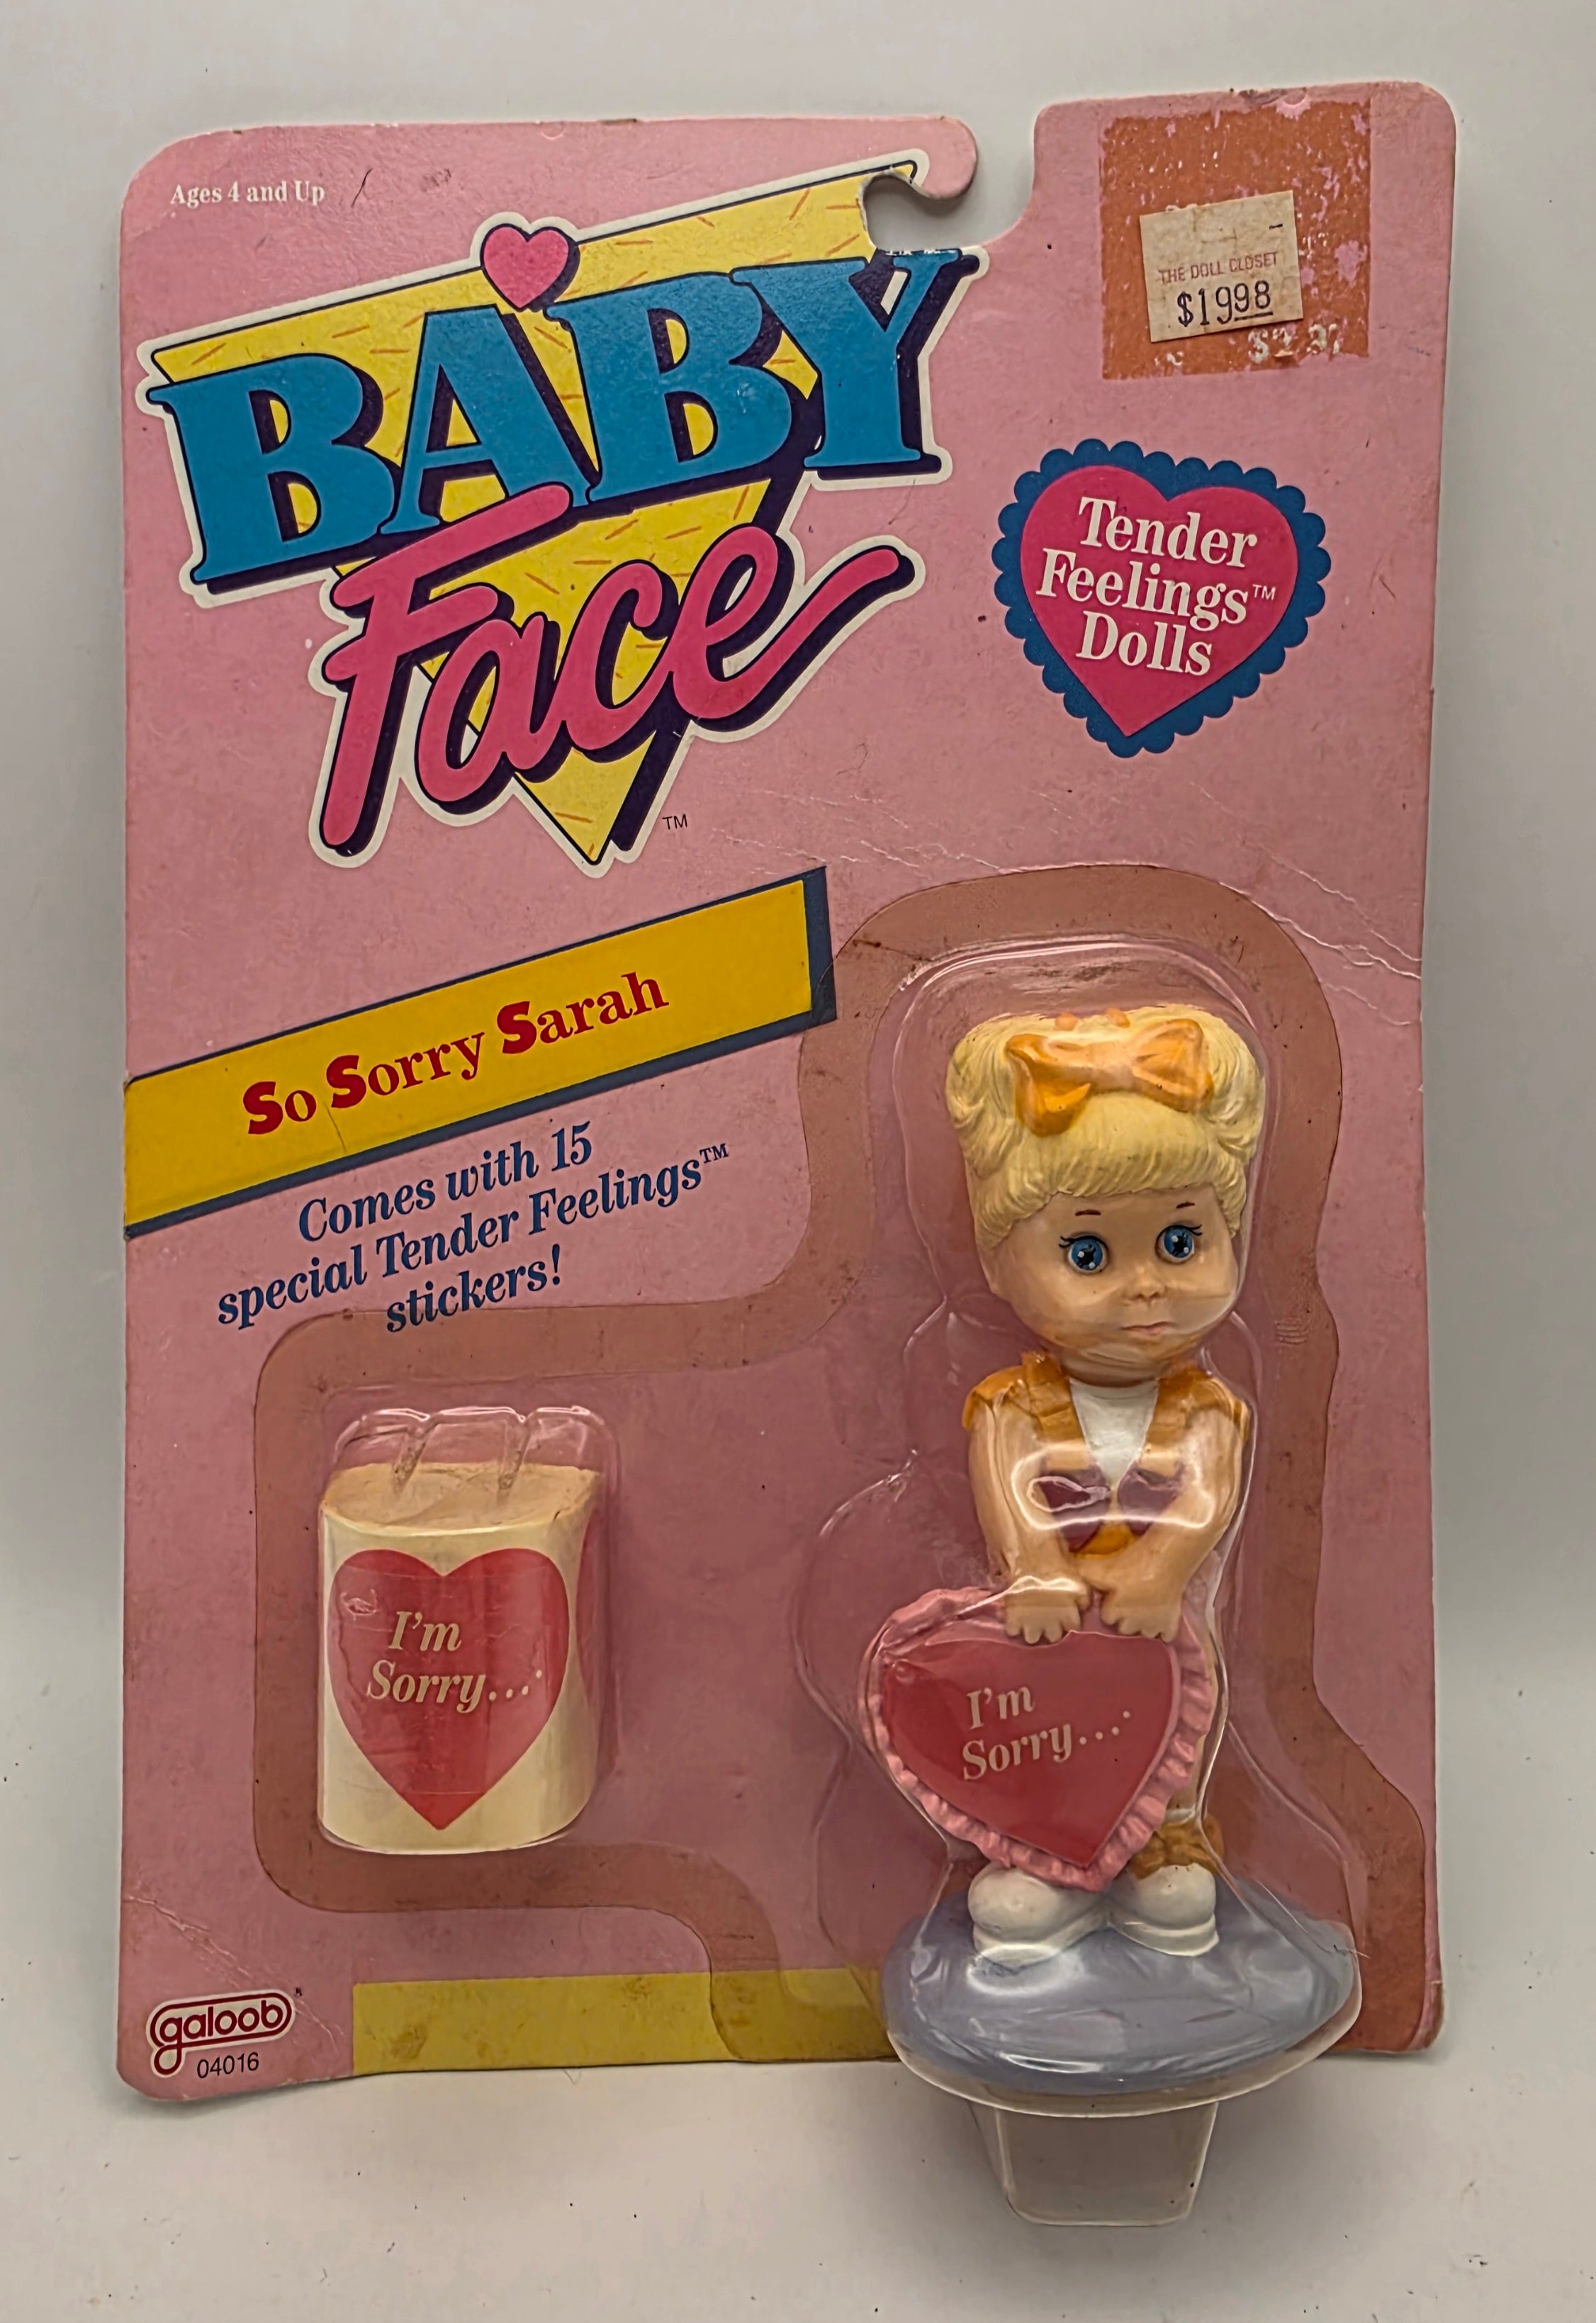 Ages 4 and Up
THE DOLL CLOSET
$19.98
BABY
Face
TM
Tender
Feelings™
Dolls
So Sorry Sarah
Comes with 15
special Tender Feelings™
stickers!
I'm
Sorry...
I'm
Sorry....
galoob®
04016